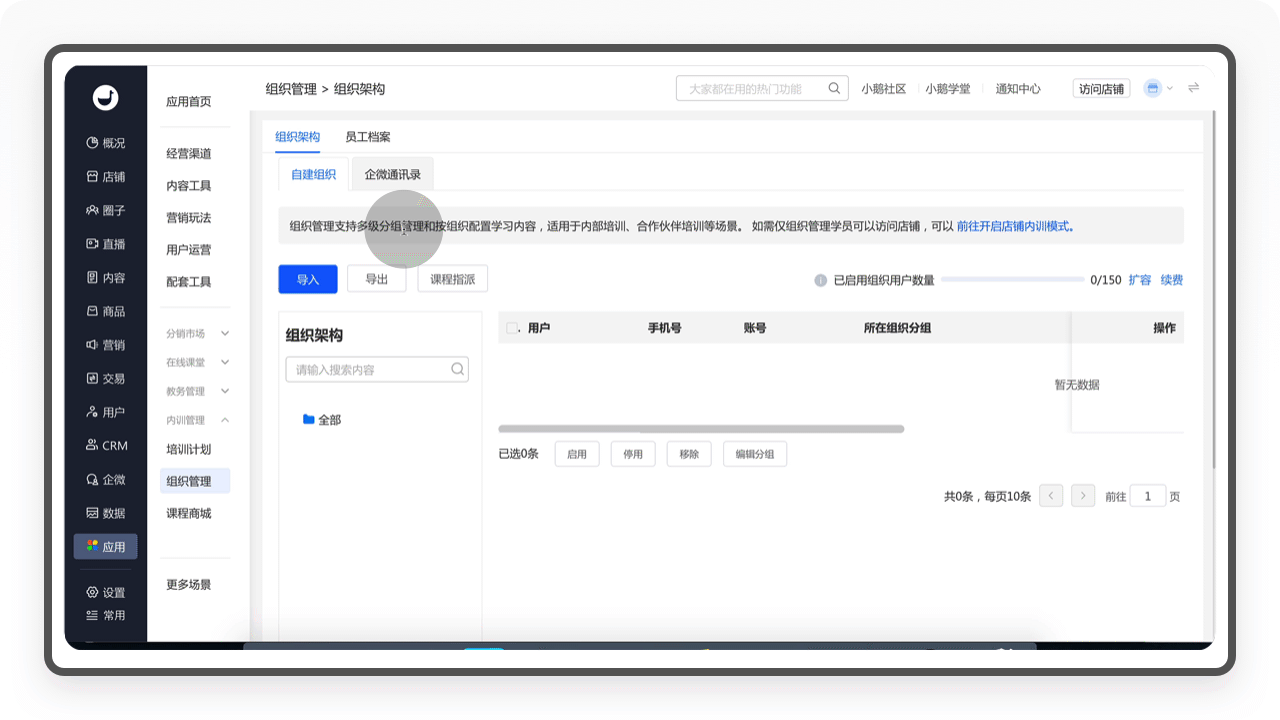 概况
店铺
圈子
直播
内容
商品
营销
交易
用户
CRM
企微
数据
应用
设置
常用
应用首页
经营渠道
内容工具
营销玩法
用户运营
配套工具
分销市场
在线课堂
教务管理
内训管理
培训计划
组织管理
课程商城
更多场景
组织管理 > 组织架构
大家都在用的热门功能
小鹅社区
小鹅学堂
通知中心
访问店铺
组织架构 员工档案
自建组织 企微通讯录
组织管理支持多级分组管理和按组织配置学习内容，适用于内部培训、合作伙伴培训等场景。 如需仅组织管理学员可以访问店铺，可以 前往开启店铺内训模式。
导入 导出 课程指派
已启用组织用户数量 0/150 扩容 续费
组织架构
请输入搜索内容
全部
用户 手机号 账号 所在组织分组 操作
暂无数据
已选0条 启用 停用 移除 编辑分组
共0条，每页10条 前往 1 页